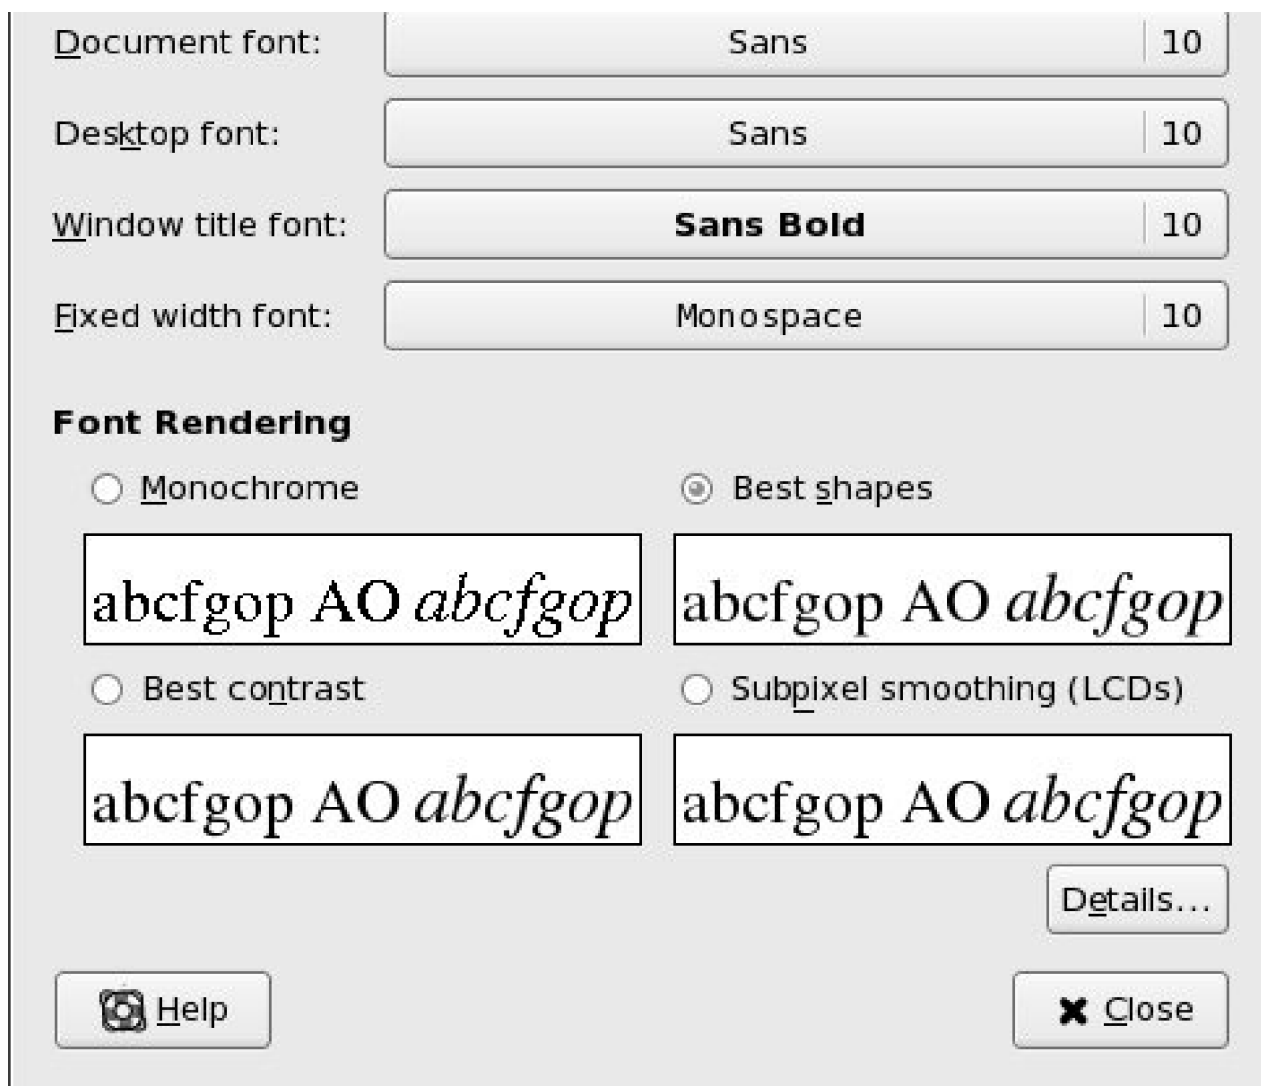 Document font: Sans 10
Desktop font: Sans 10
Window title font: Sans Bold 10
Fixed width font: Monospace 10
Font Rendering
Monochrome Best shapes
abcfgop AO abcfgop abcfgop AO abcfgop
Best contrast Subpixel smoothing (LCDs)
abcfgop AO abcfgop abcfgop AO abcfgop
Details...
Help Close